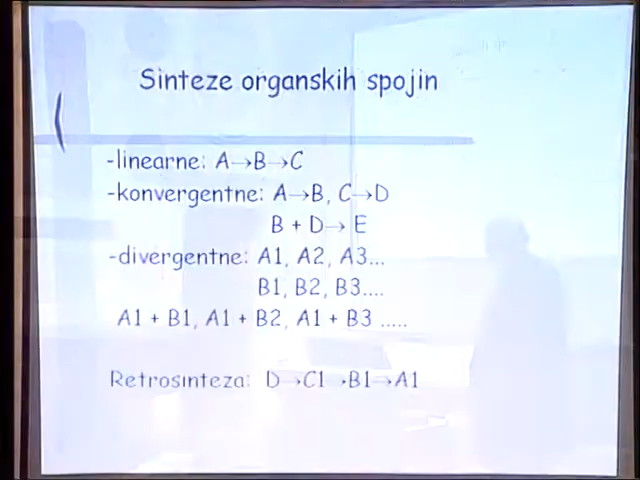 Sinteze organskih spojin
-linearne: A→B→C
-konvergentne: A→B, C→D
B + D→ E
-divergentne: A1, A2, A3...
B1, B2, B3....
A1 + B1, A1 + B2, A1 + B3 .....
Retrosinteza: D→C1→B1→A1